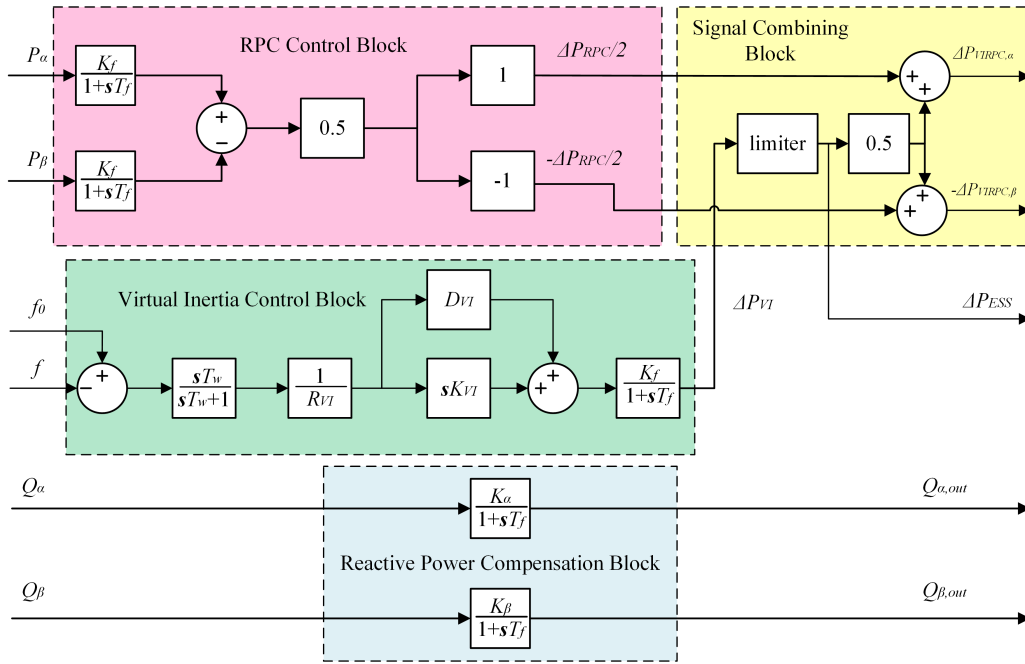 RPC Control Block
Pα
Kf
1+sTf
+
−
0.5
1
ΔPRPC/2
Pβ
Kf
1+sTf
-1
-ΔPRPC/2
Signal Combining
Block
+
+
ΔPVIRPC,α
limiter
0.5
+
+
-ΔPVIRPC,β
Virtual Inertia Control Block
f0
f
−
+
sTw
sTw+1
1
RVI
DVI
sKVI
+
+
Kf
1+sTf
ΔPVI
ΔPESS
Qα
Kα
1+sTf
Qα,out
Reactive Power Compensation Block
Qβ
Kβ
1+sTf
Qβ,out